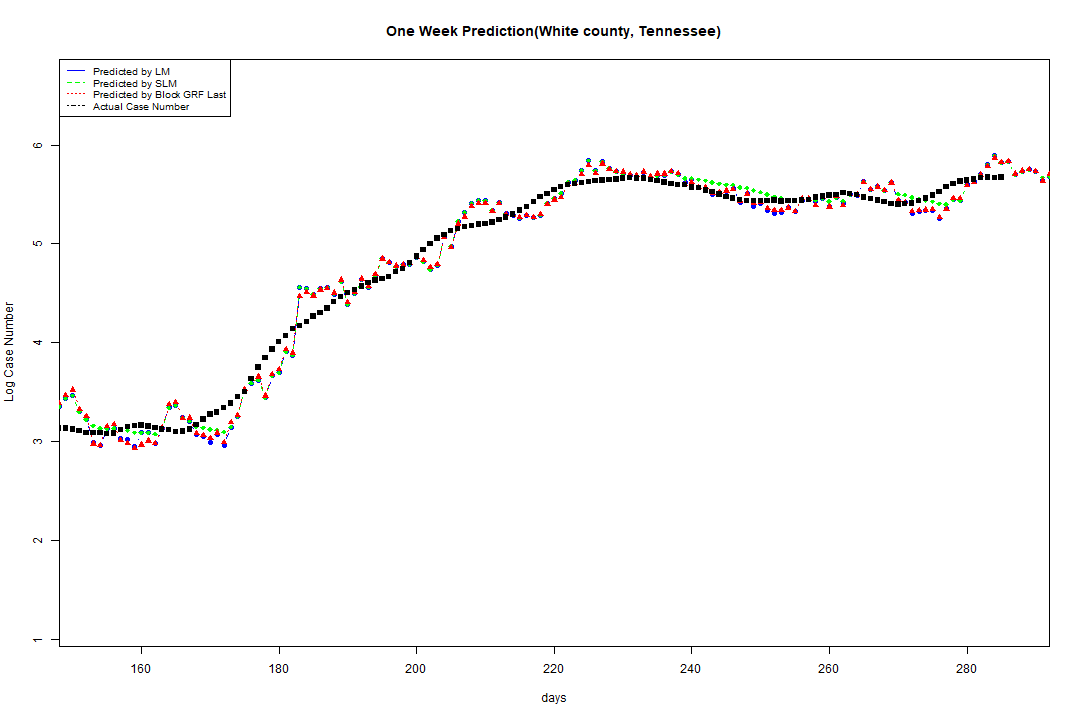 One Week Prediction(White county, Tennessee)
Predicted by LM
Predicted by SLM
Predicted by Block GRF Last
Actual Case Number
Log Case Number
6
5
4
3
2
1
160 180 200 220 240 260 280
days